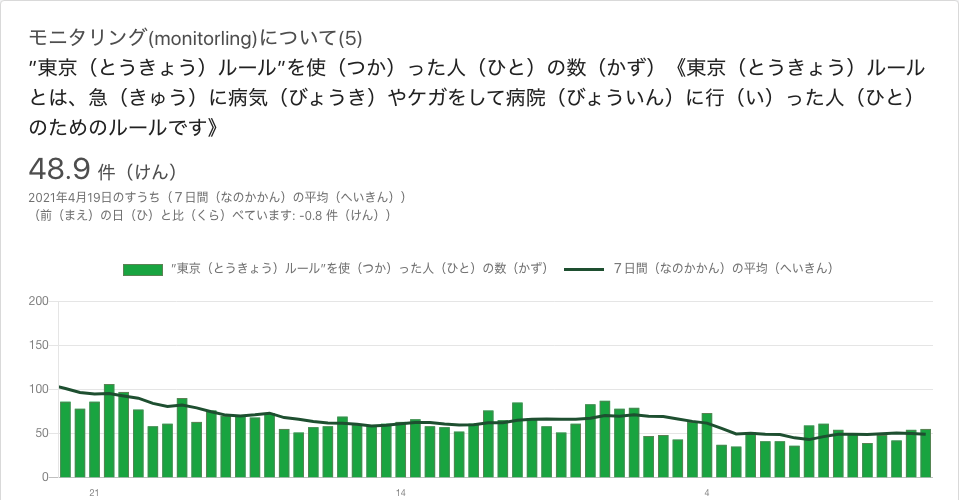 モニタリング(monitorling)について(5)
”東京（とうきょう）ルール”を使（つか）った人（ひと）の数（かず）《東京（とうきょう）ルール
とは、急（きゅう）に病気（びょうき）やケガをして病院（びょういん）に行（い）った人（ひと）
のためのルールです》
48.9 件（けん）
2021年4月19日のすうち（７日間（なのかかん）の平均（へいきん））
（前（まえ）の日（ひ）と比（くら）べています: -0.8 件（けん））
”東京（とうきょう）ルール”を使（つか）った人（ひと）の数（かず） ７日間（なのかかん）の平均（へいきん）
200
150
100
50
0
21 14 4